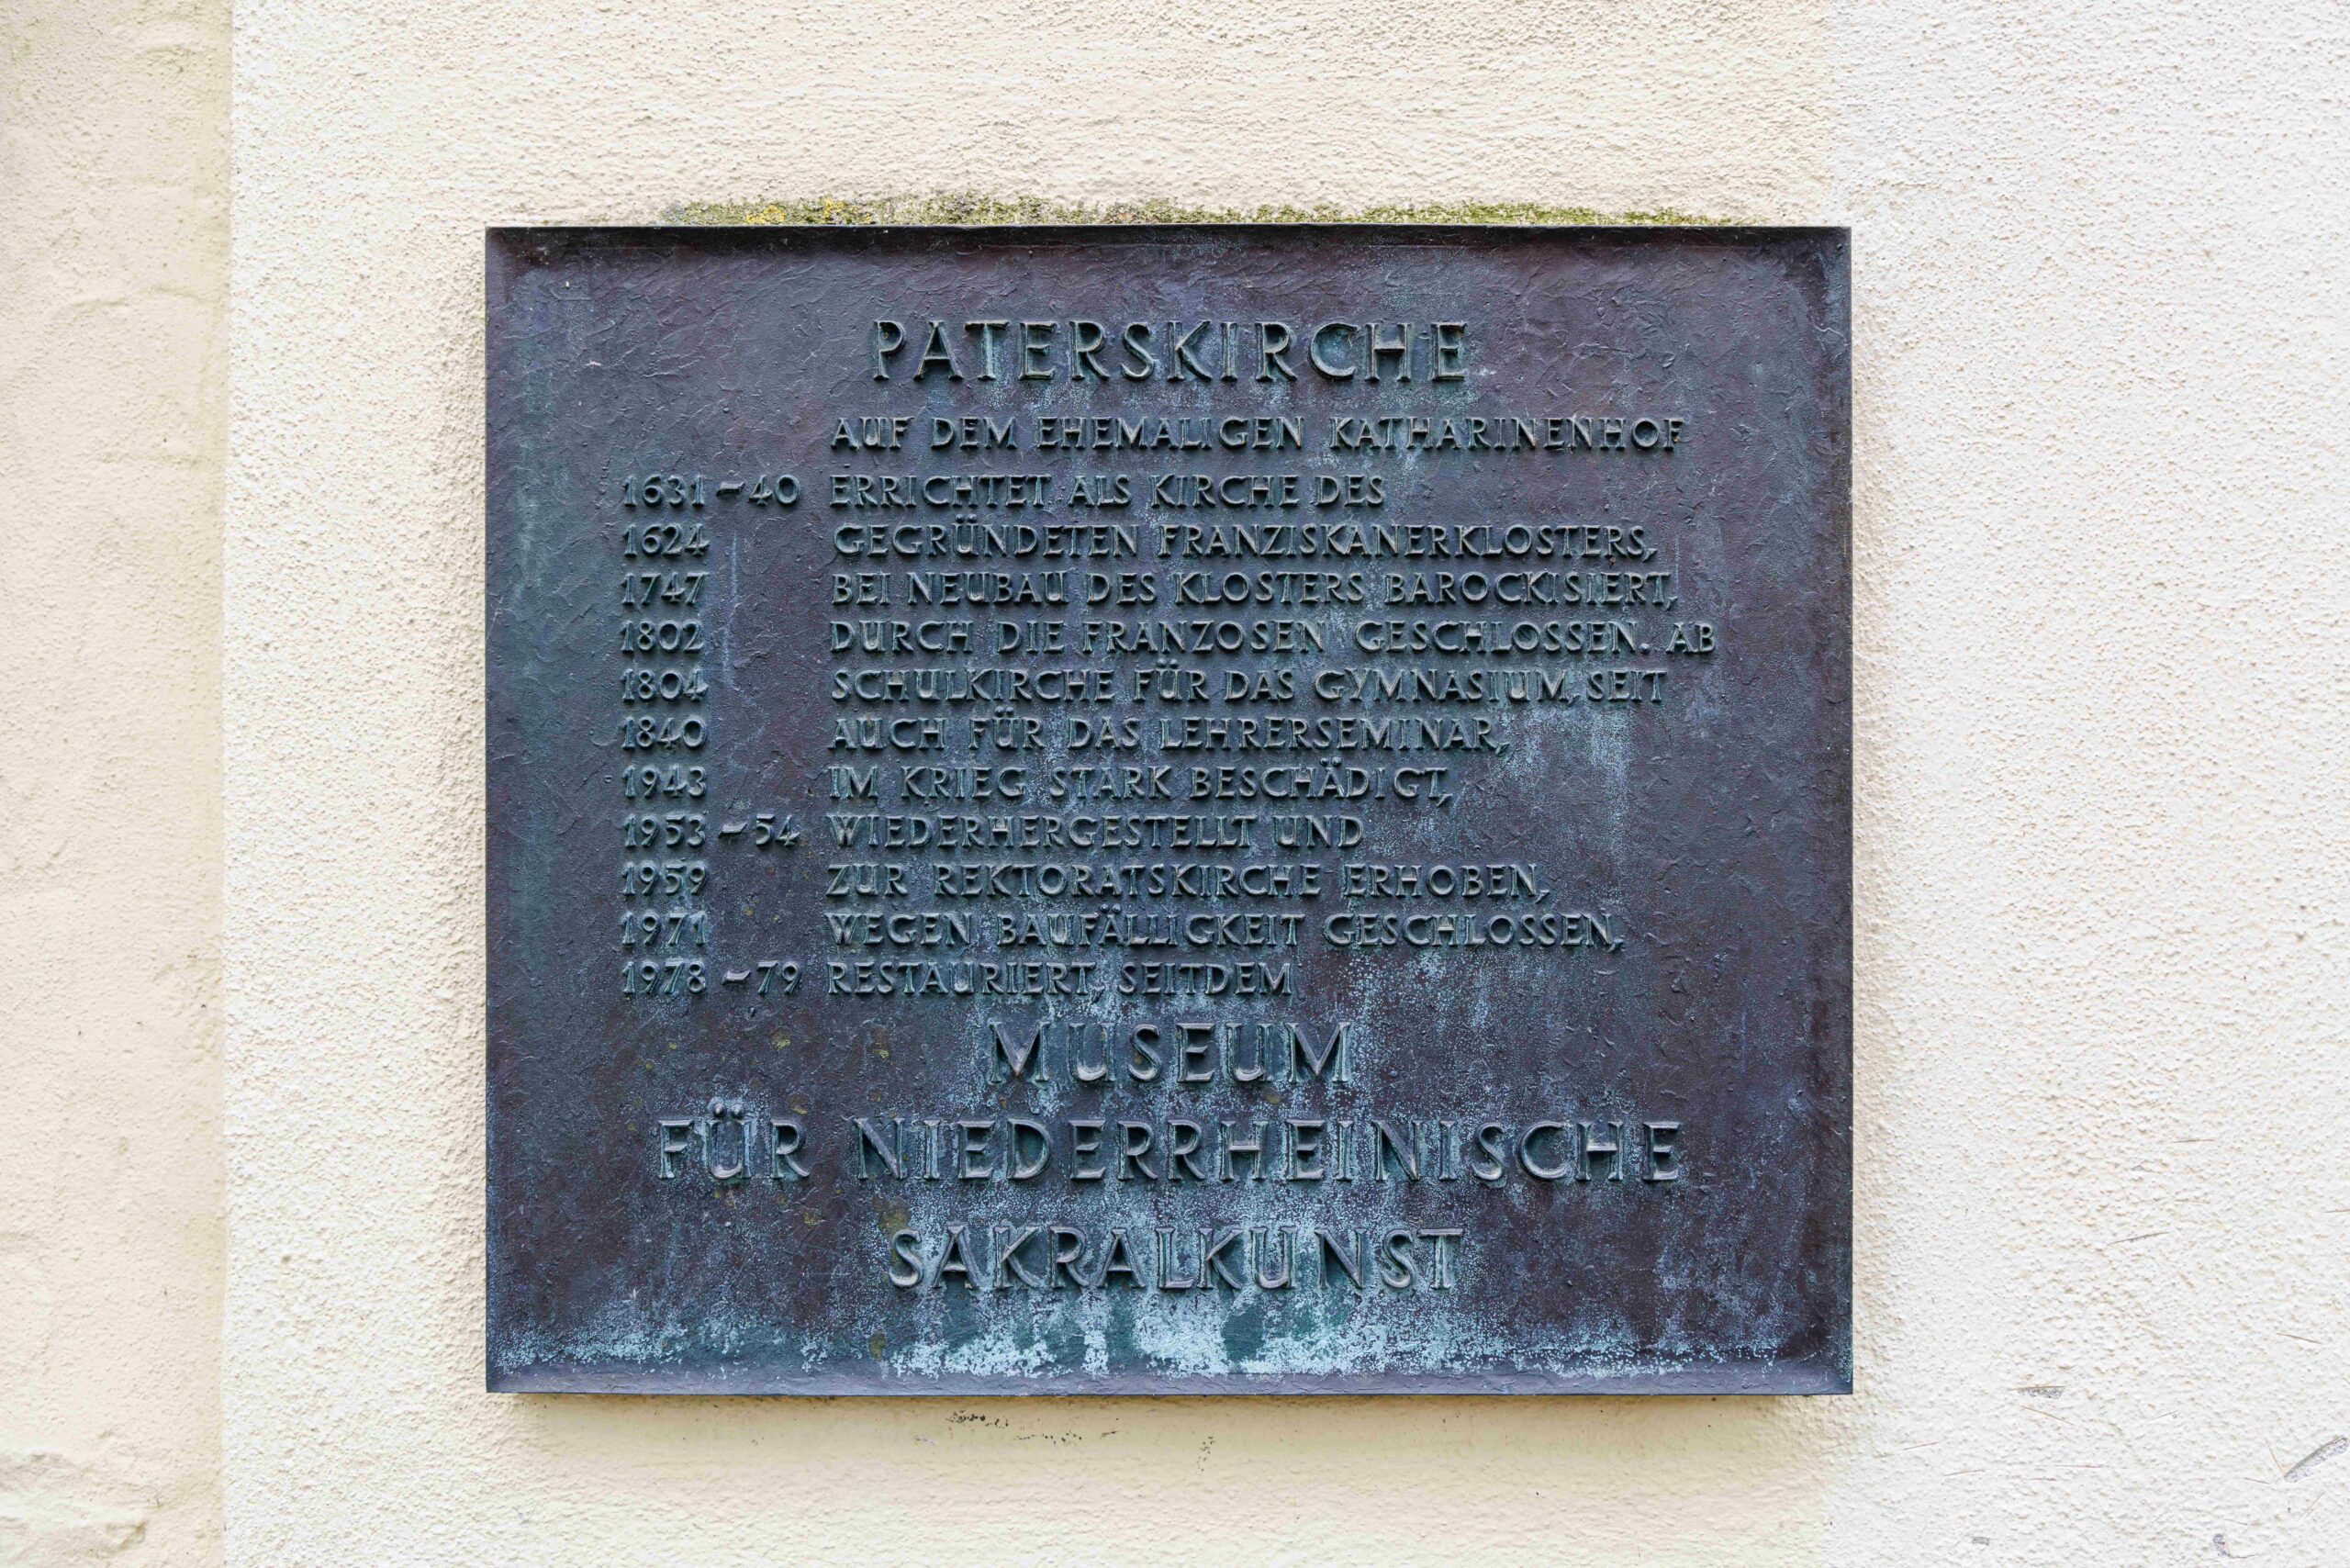 PATERSKIRCHE
AUF DEM EHEMALIGEN KATHARINENHOF
1631-40 ERRICHTET ALS KIRCHE DES
1624 GEGRÜNDETEN FRANZISKANERKLOSTERS,
1747 BEI NEUBAU DES KLOSTERS BAROCKISIERT,
1802 DURCH DIE FRANZOSEN GESCHLOSSEN. AB
1804 SCHULKIRCHE FÜR DAS GYMNASIUM, SEIT
1840 AUCH FÜR DAS LEHRERSEMINAR,
1943 IM KRIEG STARK BESCHÄDIGT,
1953-54 WIEDERHERGESTELLT UND
1959 ZUR REKTORATSKIRCHE ERHOBEN,
1971 WEGEN BAUFÄLLIGKEIT GESCHLOSSEN,
1978-79 RESTAURIERT, SEITDEM
MUSEUM
FÜR NIEDERRHEINISCHE
SAKRALKUNST